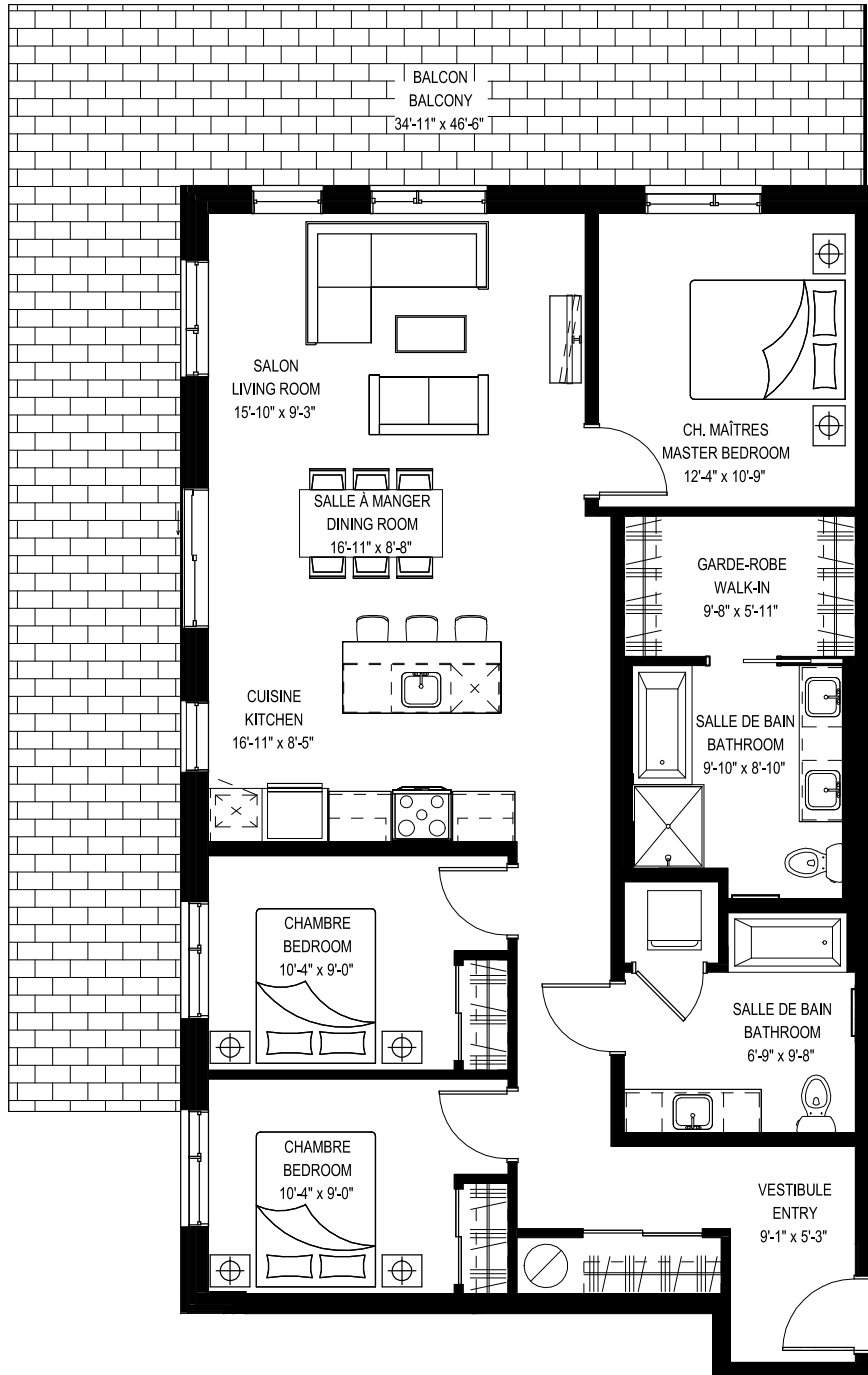 BALCON
BALCONY
34'-11" x 46'-6"
SALON
LIVING ROOM
15'-10" x 9'-3"
CH. MAÎTRES
MASTER BEDROOM
12'-4" x 10'-9"
SALLE À MANGER
DINING ROOM
16'-11" x 8'-8"
GARDE-ROBE
WALK-IN
9'-8" x 5'-11"
CUISINE
KITCHEN
16'-11" x 8'-5"
SALLE DE BAIN
BATHROOM
9'-10" x 8'-10"
CHAMBRE
BEDROOM
10'-4" x 9'-0"
SALLE DE BAIN
BATHROOM
6'-9" x 9'-8"
CHAMBRE
BEDROOM
10'-4" x 9'-0"
VESTIBULE
ENTRY
9'-1" x 5'-3"